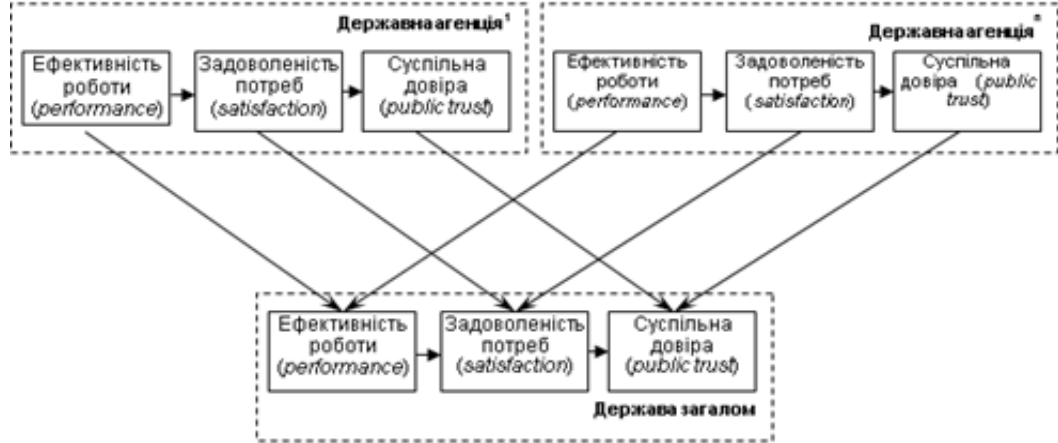 Державна агенція¹
Ефективність
роботи
(performance)
Задоволеність
потреб
(satisfaction)
Суспільна
довіра
(public trust)
Державна агенціяⁿ
Ефективність
роботи
(performance)
Задоволеність
потреб
(satisfaction)
Суспільна
довіра (public
trust)
Ефективність
роботи
(performance)
Задоволеність
потреб
(satisfaction)
Суспільна
довіра
(public trust)
Держава загалом